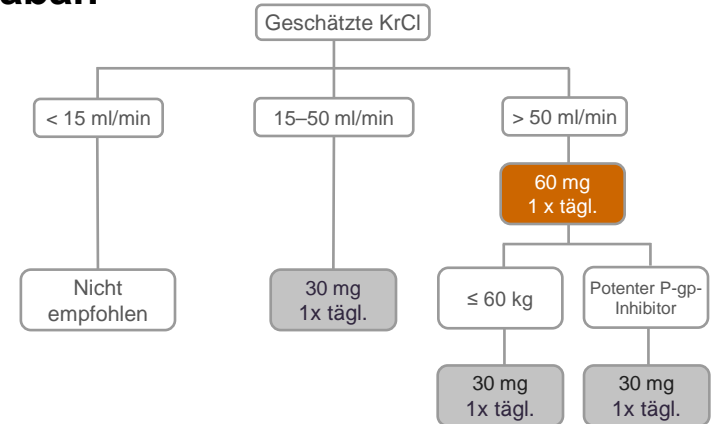 Geschätzte KrCl
< 15 ml/min
15–50 ml/min
> 50 ml/min
60 mg
1 x tägl.
Nicht
empfohlen
30 mg
1x tägl.
≤ 60 kg
Potenter P-gp-
Inhibitor
30 mg
1x tägl.
30 mg
1x tägl.